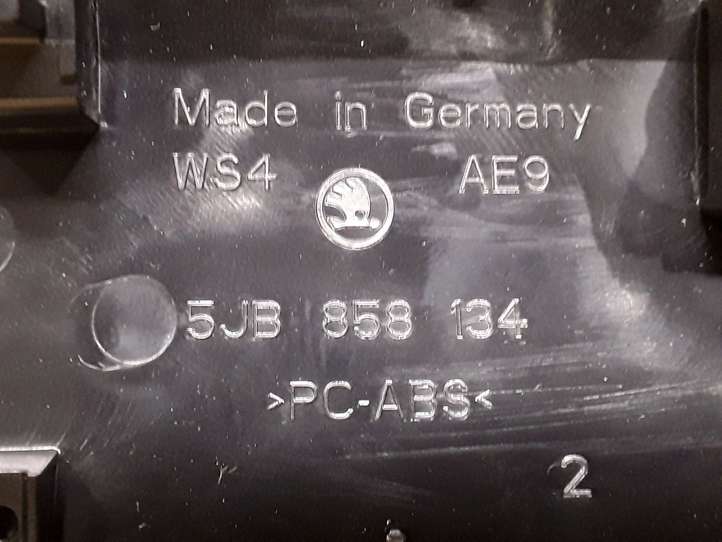 Made in Germany
WS4 AE9
5JB 858 134
>PC-ABS<
2